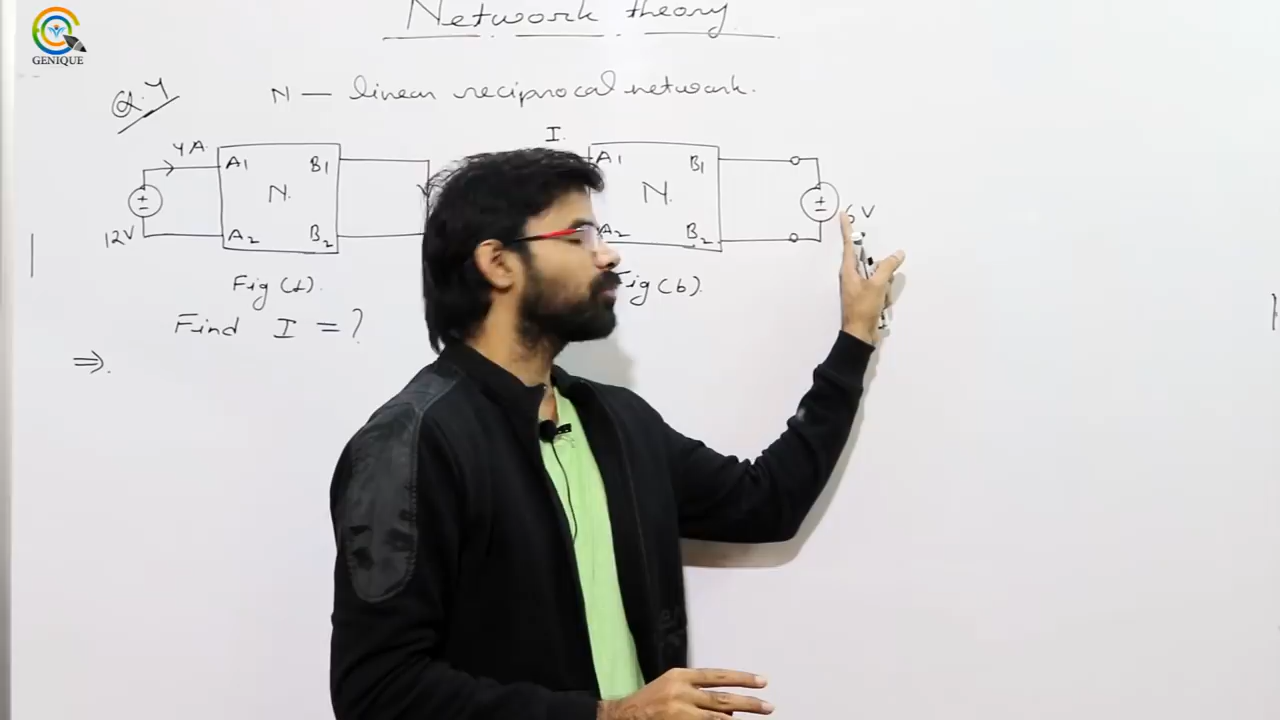 GENIQUE
Network theory
Q.4 N — linear reciprocal network.
4A.
A1 B1
N.
A2 B2
12V
Fig (a).
I.
A1 B1
N.
A2 B2
6V
Fig (b).
Find I = ?
⇒.